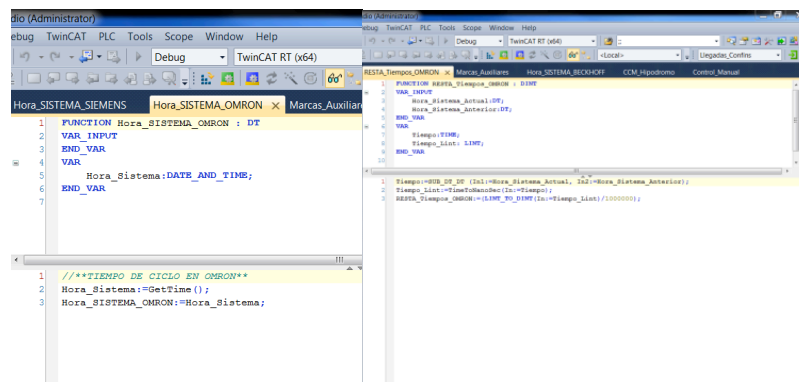 dio (Administrator)
ebug TwinCAT PLC Tools Scope Window Help
Debug TwinCAT RT (x64)
Hora_SISTEMA_SIEMENS Hora_SISTEMA_OMRON × Marcas_Auxiliar
1 FUNCTION Hora_SISTEMA_OMRON : DT
2 VAR_INPUT
3 END_VAR
4 VAR
5 Hora_Sistema:DATE_AND_TIME;
6 END_VAR
7
1 //**TIEMPO DE CICLO EN OMRON**
2 Hora_Sistema:=GetTime();
3 Hora_SISTEMA_OMRON:=Hora_Sistema;
dio (Administrator)
ebug TwinCAT PLC Tools Scope Window Help
Debug TwinCAT RT (x64) ::
<Local> Llegadas_Confins
RESTA_Tiempos_OMRON × Marcas_Auxiliares Hora_SISTEMA_BECKHOFF CCM_Hipodromo Control_Manual
1 FUNCTION RESTA_Tiempos_OMRON : DINT
2 VAR_INPUT
3 Hora_Sistema_Actual:DT;
4 Hora_Sistema_Anterior:DT;
5 END_VAR
6 VAR
7 Tiempo:TIME;
8 Tiempo_Lint: LINT;
9 END_VAR
10
1 Tiempo:=SUB_DT_DT (In1:=Hora_Sistema_Actual, In2:=Hora_Sistema_Anterior);
2 Tiempo_Lint:=TimeToNanoSec(In:=Tiempo);
3 RESTA_Tiempos_OMRON:=(LINT_TO_DINT(In:=Tiempo_Lint)/1000000);